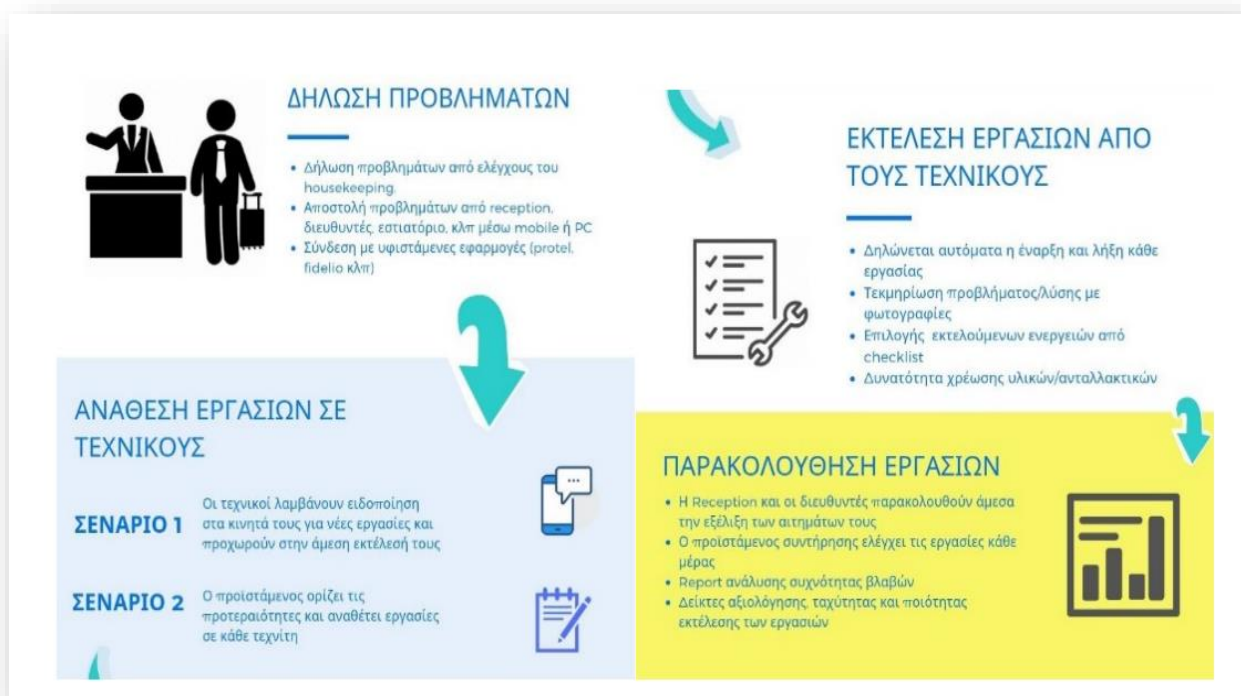 ΔΗΛΩΣΗ ΠΡΟΒΛΗΜΑΤΩΝ
• Δήλωση προβλημάτων από ελέγχους του
housekeeping.
• Αποστολή προβλημάτων από reception,
διευθυντές, εστιατόριο, κλπ μέσω mobile ή PC
• Σύνδεση με υφιστάμενες εφαρμογές (protel,
fidelio κλπ)
ΑΝΑΘΕΣΗ ΕΡΓΑΣΙΩΝ ΣΕ
ΤΕΧΝΙΚΟΥΣ
ΣΕΝΑΡΙΟ 1
Οι τεχνικοί λαμβάνουν ειδοποίηση
στα κινητά τους για νέες εργασίες και
προχωρούν στην άμεση εκτέλεσή τους
ΣΕΝΑΡΙΟ 2
Ο προϊστάμενος ορίζει τις
προτεραιότητες και αναθέτει εργασίες
σε κάθε τεχνίτη
ΕΚΤΕΛΕΣΗ ΕΡΓΑΣΙΩΝ ΑΠΟ
ΤΟΥΣ ΤΕΧΝΙΚΟΥΣ
• Δηλώνεται αυτόματα η έναρξη και λήξη κάθε
εργασίας
• Τεκμηρίωση προβλήματος/λύσης με
φωτογραφίες
• Επιλογής εκτελούμενων ενεργειών από
checklist
• Δυνατότητα χρέωσης υλικών/ανταλλακτικών
ΠΑΡΑΚΟΛΟΥΘΗΣΗ ΕΡΓΑΣΙΩΝ
• Η Reception και οι διευθυντές παρακολουθούν άμεσα
την εξέλιξη των αιτημάτων τους
• Ο προϊστάμενος συντήρησης ελέγχει τις εργασίες κάθε
μέρας
• Report ανάλυσης συχνότητας βλαβών
• Δείκτες αξιολόγησης, ταχύτητας και ποιότητας
εκτέλεσης των εργασιών